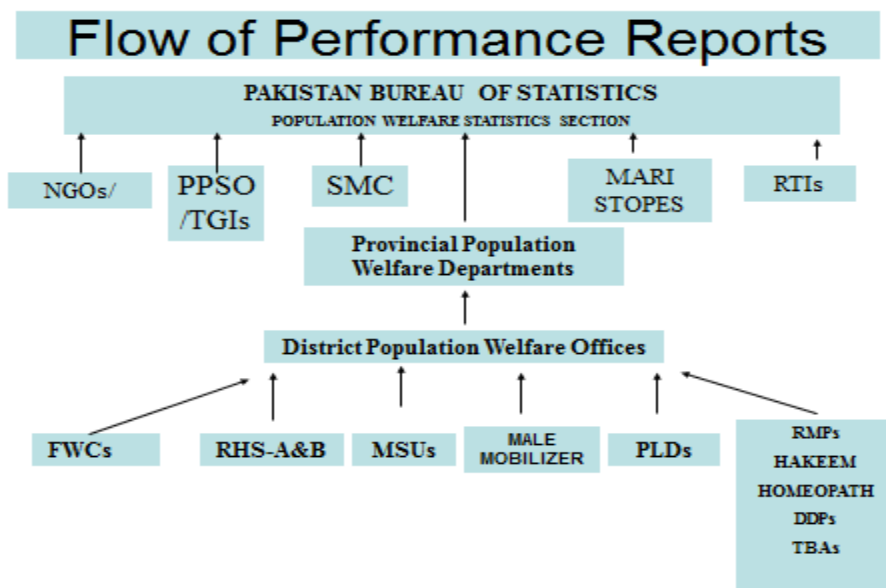 Flow of Performance Reports
PAKISTAN BUREAU OF STATISTICS
POPULATION WELFARE STATISTICS SECTION
NGOs/
PPSO
/TGIs
SMC
MARI
STOPES
RTIs
Provincial Population
Welfare Departments
District Population Welfare Offices
FWCs
RHS-A&B
MSUs
MALE
MOBILIZER
PLDs
RMPs
HAKEEM
HOMEOPATH
DDPs
TBAs